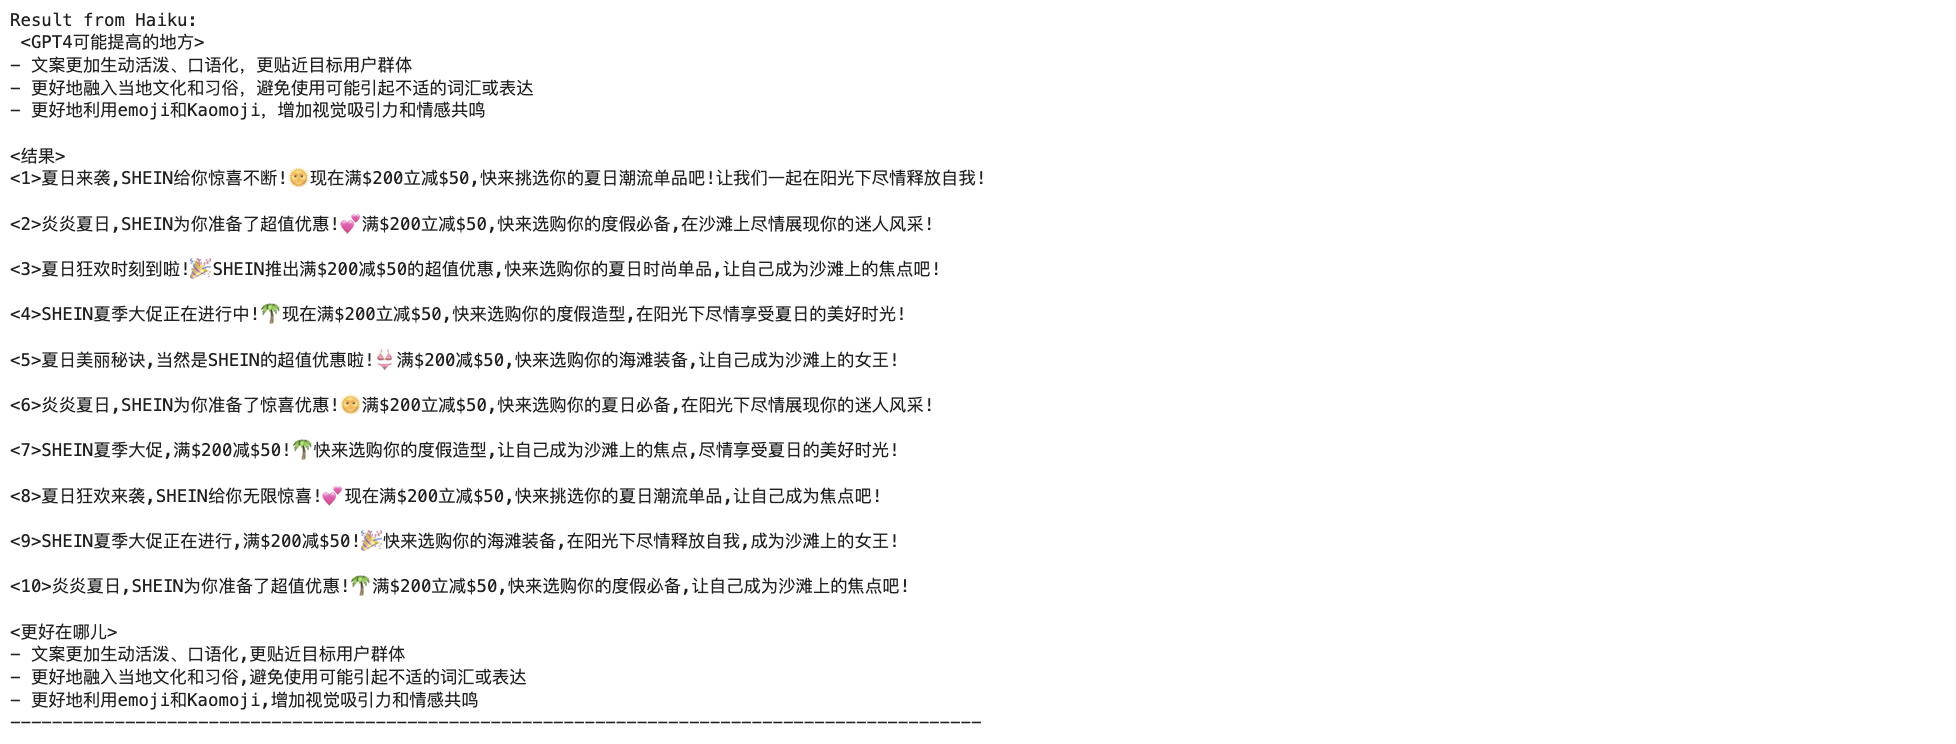 Result from Haiku:
<GPT4可能提高的地方>
- 文案更加生动活泼、口语化，更贴近目标用户群体
- 更好地融入当地文化和习俗，避免使用可能引起不适的词汇或表达
- 更好地利用emoji和Kaomoji，增加视觉吸引力和情感共鸣
<结果>
<1>夏日来袭,SHEIN给你惊喜不断!🌞现在满$200立减$50,快来挑选你的夏日潮流单品吧!让我们一起在阳光下尽情释放自我!
<2>炎炎夏日,SHEIN为你准备了超值优惠!💕满$200立减$50,快来选购你的度假必备,在沙滩上尽情展现你的迷人风采!
<3>夏日狂欢时刻到啦!🎉SHEIN推出满$200减$50的超值优惠,快来选购你的夏日时尚单品,让自己成为沙滩上的焦点吧!
<4>SHEIN夏季大促正在进行中!🌴现在满$200立减$50,快来选购你的度假造型,在阳光下尽情享受夏日的美好时光!
<5>夏日美丽秘诀,当然是SHEIN的超值优惠啦!👙满$200减$50,快来选购你的海滩装备,让自己成为沙滩上的女王!
<6>炎炎夏日,SHEIN为你准备了惊喜优惠!🌞满$200立减$50,快来选购你的夏日必备,在阳光下尽情展现你的迷人风采!
<7>SHEIN夏季大促,满$200减$50!🌴快来选购你的度假造型,让自己成为沙滩上的焦点,尽情享受夏日的美好时光!
<8>夏日狂欢来袭,SHEIN给你无限惊喜!💕现在满$200立减$50,快来挑选你的夏日潮流单品,让自己成为焦点吧!
<9>SHEIN夏季大促正在进行,满$200减$50!🎉快来选购你的海滩装备,在阳光下尽情释放自我,成为沙滩上的女王!
<10>炎炎夏日,SHEIN为你准备了超值优惠!🌴满$200立减$50,快来选购你的度假必备,让自己成为沙滩上的焦点吧!
<更好在哪儿>
- 文案更加生动活泼、口语化,更贴近目标用户群体
- 更好地融入当地文化和习俗,避免使用可能引起不适的词汇或表达
- 更好地利用emoji和Kaomoji,增加视觉吸引力和情感共鸣